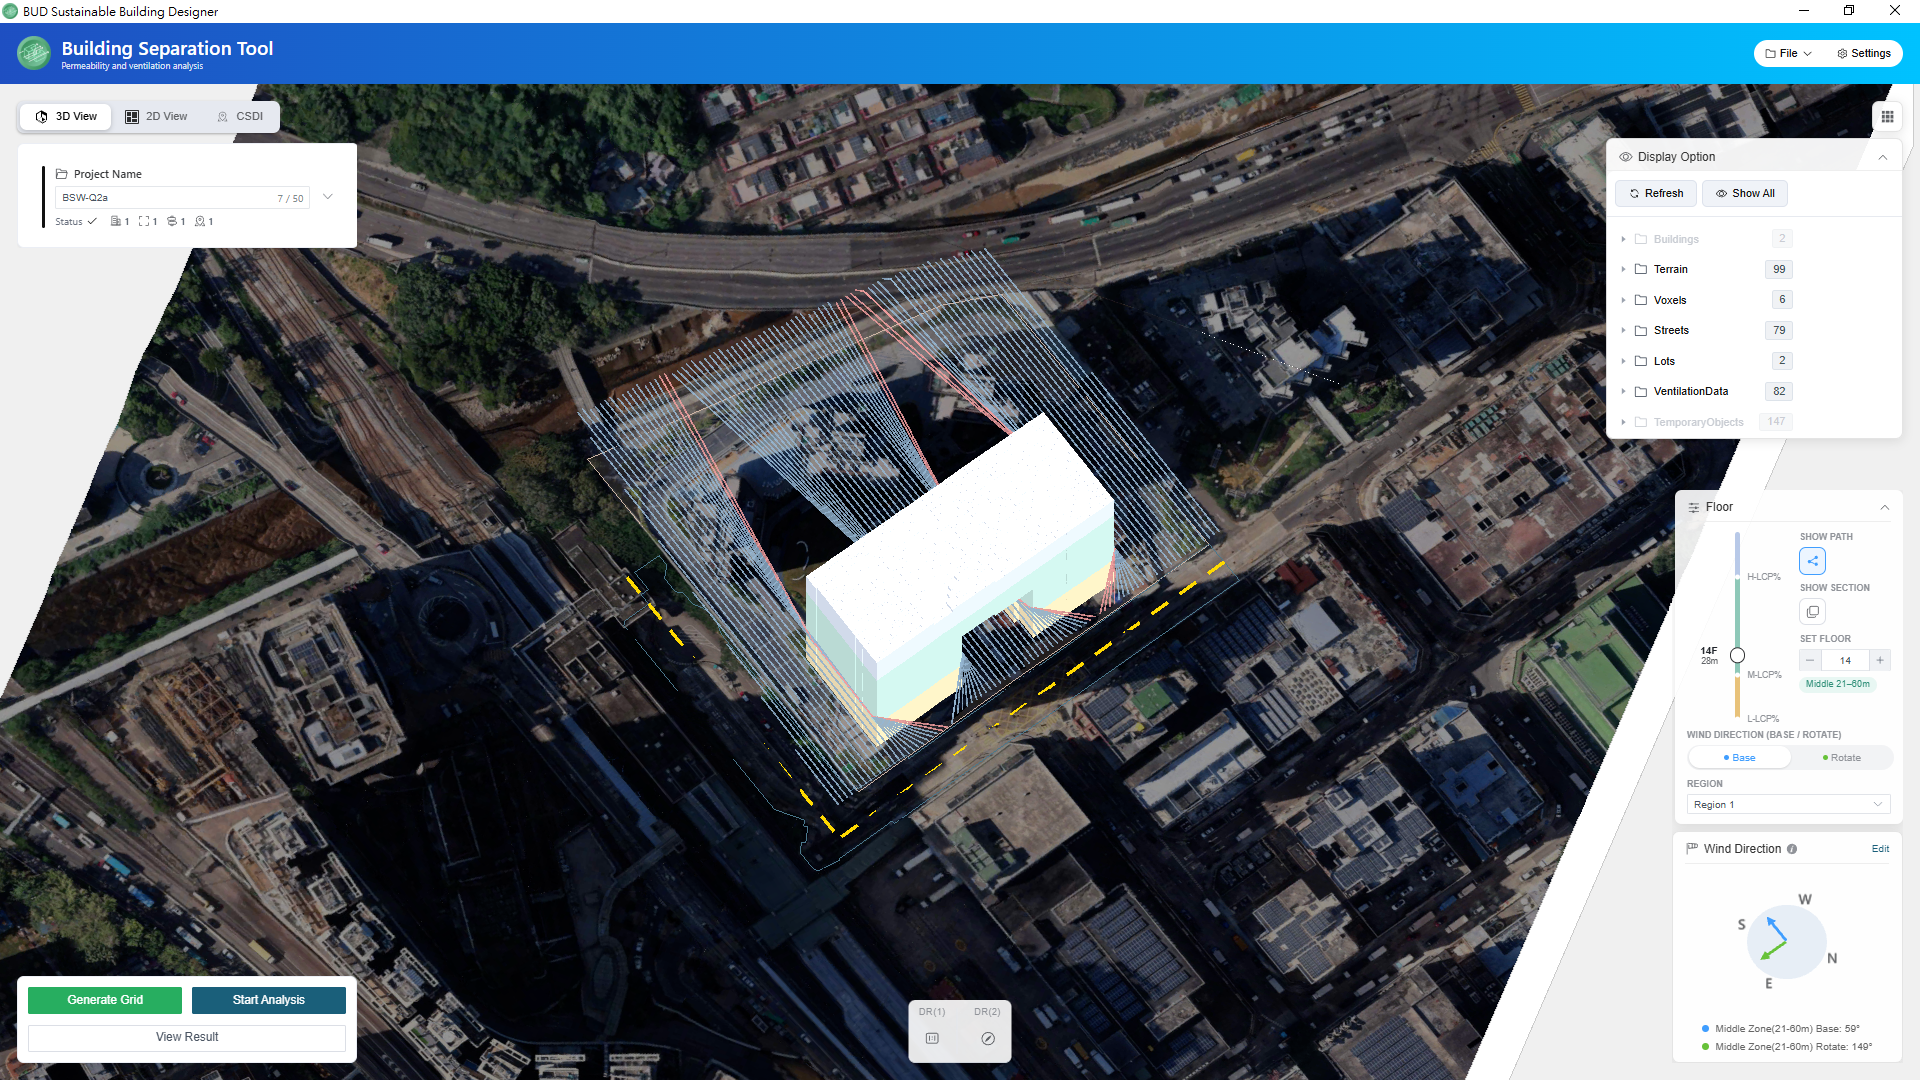 BUD Sustainable Building Designer
Building Separation Tool
Permeability and ventilation analysis
File
Settings
3D View
2D View
CSDI
Project Name
BSW-Q2a
7 / 50
Status
1
1
1
1
Display Option
Refresh
Show All
Buildings 2
Terrain 99
Voxels 6
Streets 79
Lots 2
VentilationData 82
TemporaryObjects 147
Floor
SHOW PATH
H-LCP%
SHOW SECTION
SET FLOOR
14F
28m
14
M-LCP%
Middle 21–60m
L-LCP%
WIND DIRECTION (BASE / ROTATE)
Base
Rotate
REGION
Region 1
Wind Direction
Edit
W
S
N
E
Middle Zone(21-60m) Base: 59°
Middle Zone(21-60m) Rotate: 149°
Generate Grid
Start Analysis
View Result
DR(1)
DR(2)